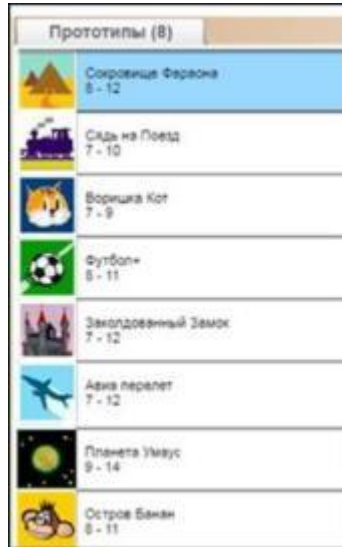 Прототипы (8)
Сокровище Фараона
8 - 12
Сядь на Поезд
7 - 10
Воришка Кот
7 - 9
Футбол+
8 - 11
Заколдованный Замок
7 - 12
Авиа перелет
7 - 12
Планета Умаус
9 - 14
Остров Банан
8 - 11